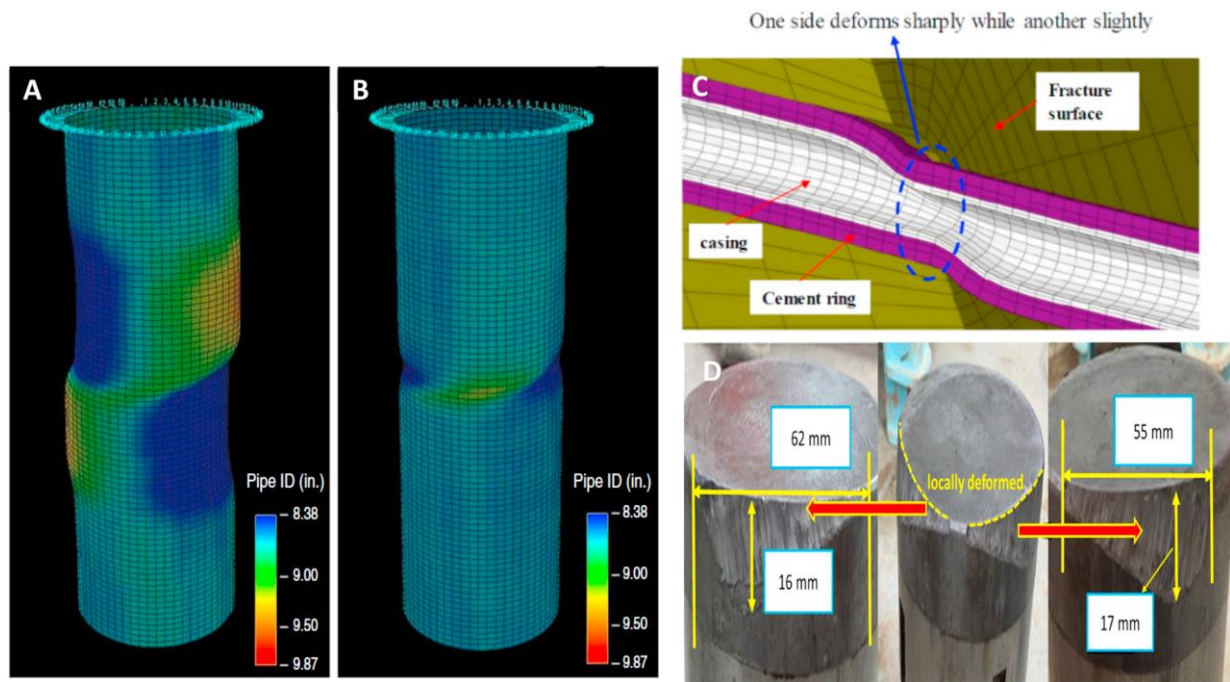 One side deforms sharply while another slightly
A
B
C
Fracture
surface
casing
Cement ring
Pipe ID (in.)
8.38
9.00
9.50
9.87
Pipe ID (in.)
8.38
9.00
9.50
9.87
D
62 mm
55 mm
locally deformed
16 mm
17 mm